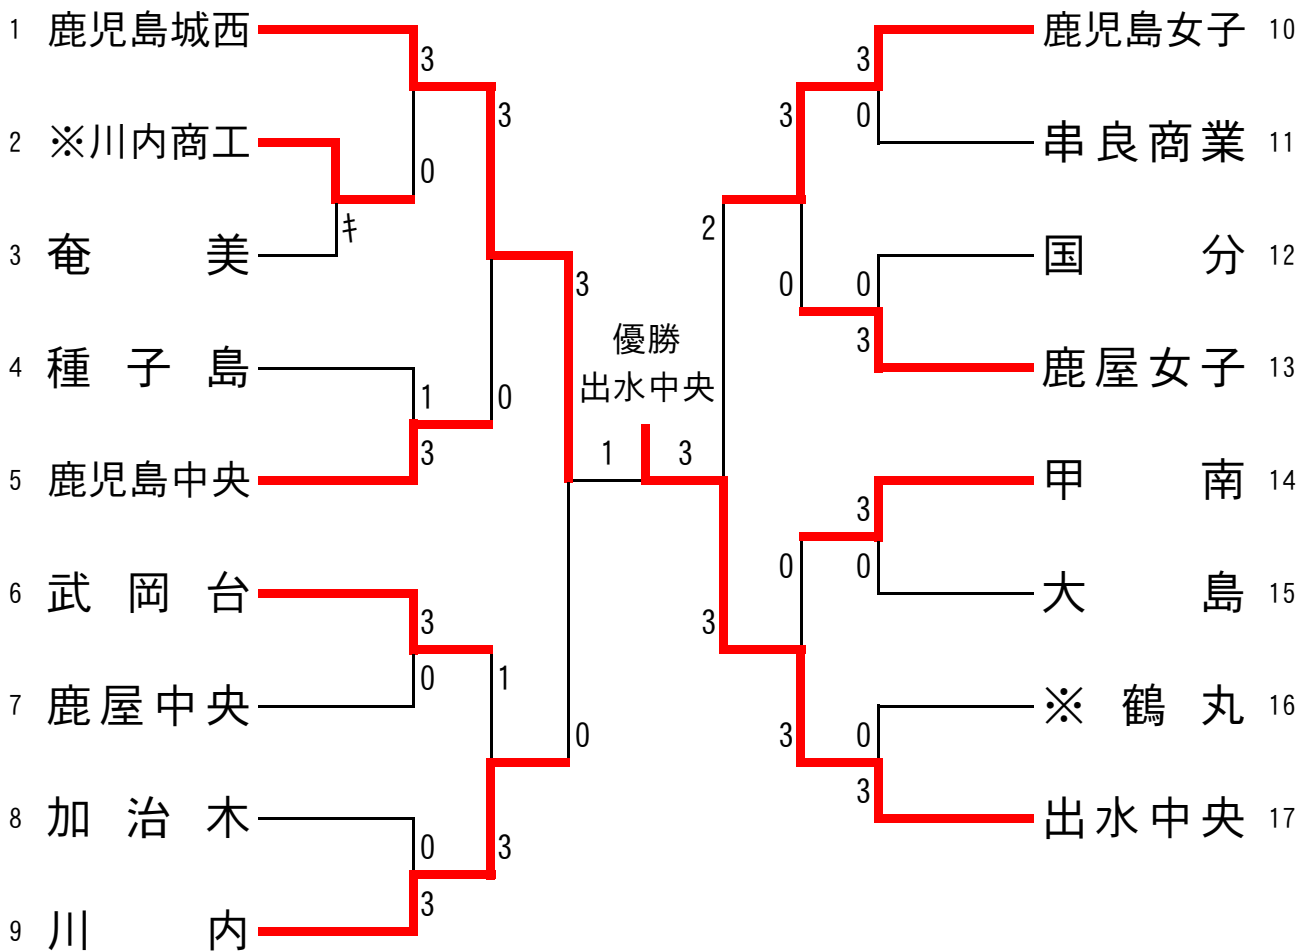 1 鹿児島城西
2 ※川内商工
3 奄美
4 種子島
5 鹿児島中央
6 武岡台
7 鹿屋中央
8 加治木
9 川内
3
0
ｷ
1
3
3
0
0
3
3
0
1
3
3
0
優勝
出水中央
1 3
2
3
3
0
0
3
3
0
0
3
3
0
0
3
鹿児島女子 10
串良商業 11
国分 12
鹿屋女子 13
甲南 14
大島 15
※鶴丸 16
出水中央 17